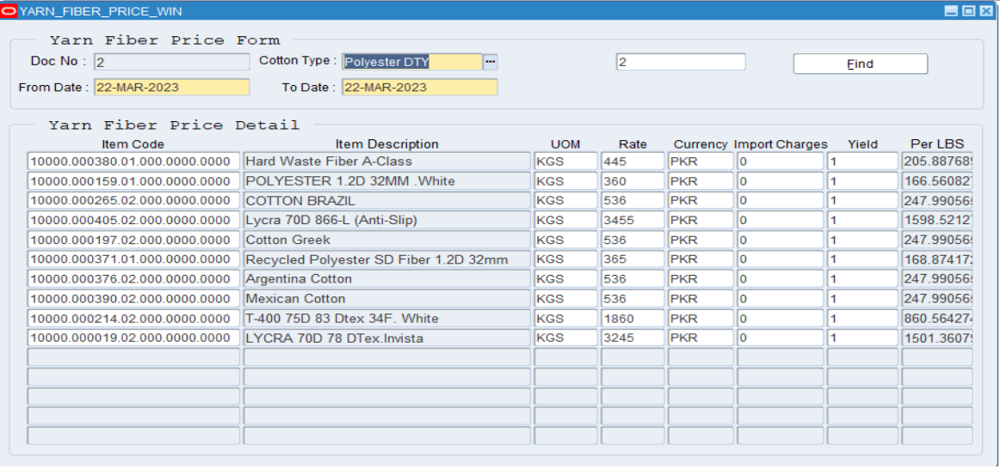 YARN_FIBER_PRICE_WIN
Yarn Fiber Price Form
Doc No : 2 Cotton Type : Polyester DTY ... 2 Find
From Date : 22-MAR-2023 To Date : 22-MAR-2023
Yarn Fiber Price Detail
Item Code Item Description UOM Rate Currency Import Charges Yield Per LBS
10000.000380.01.000.0000.0000 Hard Waste Fiber A-Class KGS 445 PKR 0 1 205.88768
10000.000159.01.000.0000.0000 POLYESTER 1.2D 32MM .White KGS 360 PKR 0 1 166.56082
10000.000265.02.000.0000.0000 COTTON BRAZIL KGS 536 PKR 0 1 247.99056
10000.000405.02.000.0000.0000 Lycra 70D 866-L (Anti-Slip) KGS 3455 PKR 0 1 1598.5212
10000.000197.02.000.0000.0000 Cotton Greek KGS 536 PKR 0 1 247.99056
10000.000371.01.000.0000.0000 Recycled Polyester SD Fiber 1.2D 32mm KGS 365 PKR 0 1 168.87417
10000.000376.02.000.0000.0000 Argentina Cotton KGS 536 PKR 0 1 247.99056
10000.000390.02.000.0000.0000 Mexican Cotton KGS 536 PKR 0 1 247.99056
10000.000214.02.000.0000.0000 T-400 75D 83 Dtex 34F. White KGS 1860 PKR 0 1 860.56427
10000.000019.02.000.0000.0000 LYCRA 70D 78 DTex.Invista KGS 3245 PKR 0 1 1501.3607